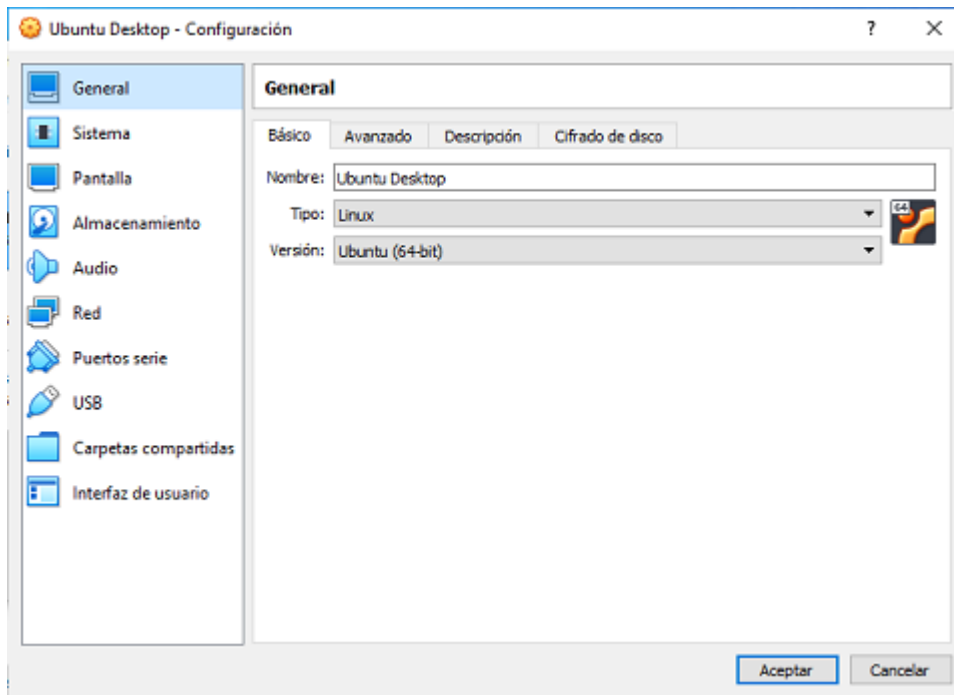 Ubuntu Desktop - Configuración
?
General
Sistema
Pantalla
Almacenamiento
Audio
Red
Puertos serie
USB
Carpetas compartidas
Interfaz de usuario
General
Básico Avanzado Descripción Cifrado de disco
Nombre: Ubuntu Desktop
Tipo: Linux
64
Versión: Ubuntu (64-bit)
Aceptar Cancelar